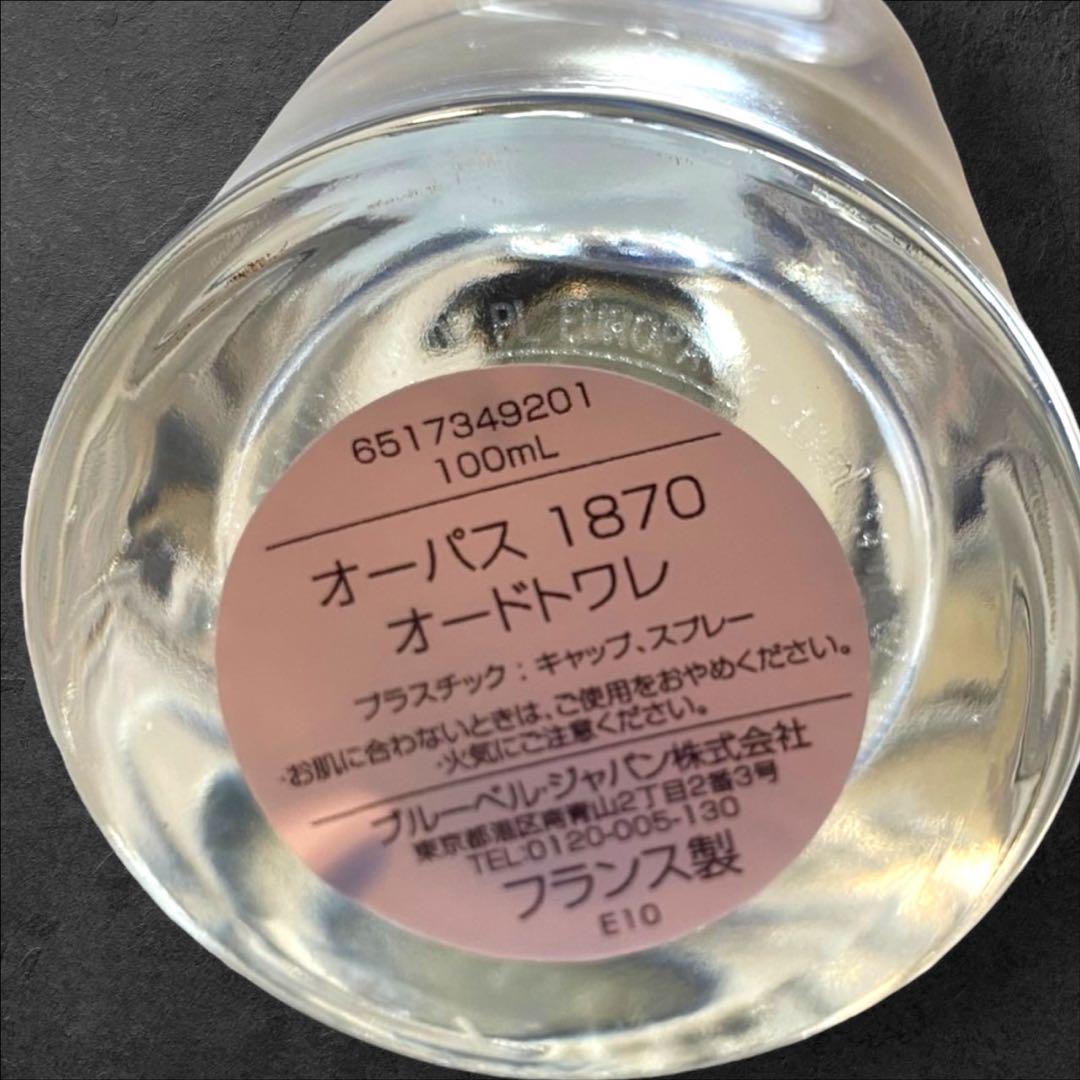 PL EUROPA
6517349201
100mL
オーパス 1870
オードトワレ
プラスチック：キャップ、スプレー
・お肌に合わないときは、ご使用をおやめください。
・火気にご注意ください。
ブルーベル・ジャパン株式会社
東京都港区南青山2丁目2番3号
TEL:0120-005-130
フランス製
E10